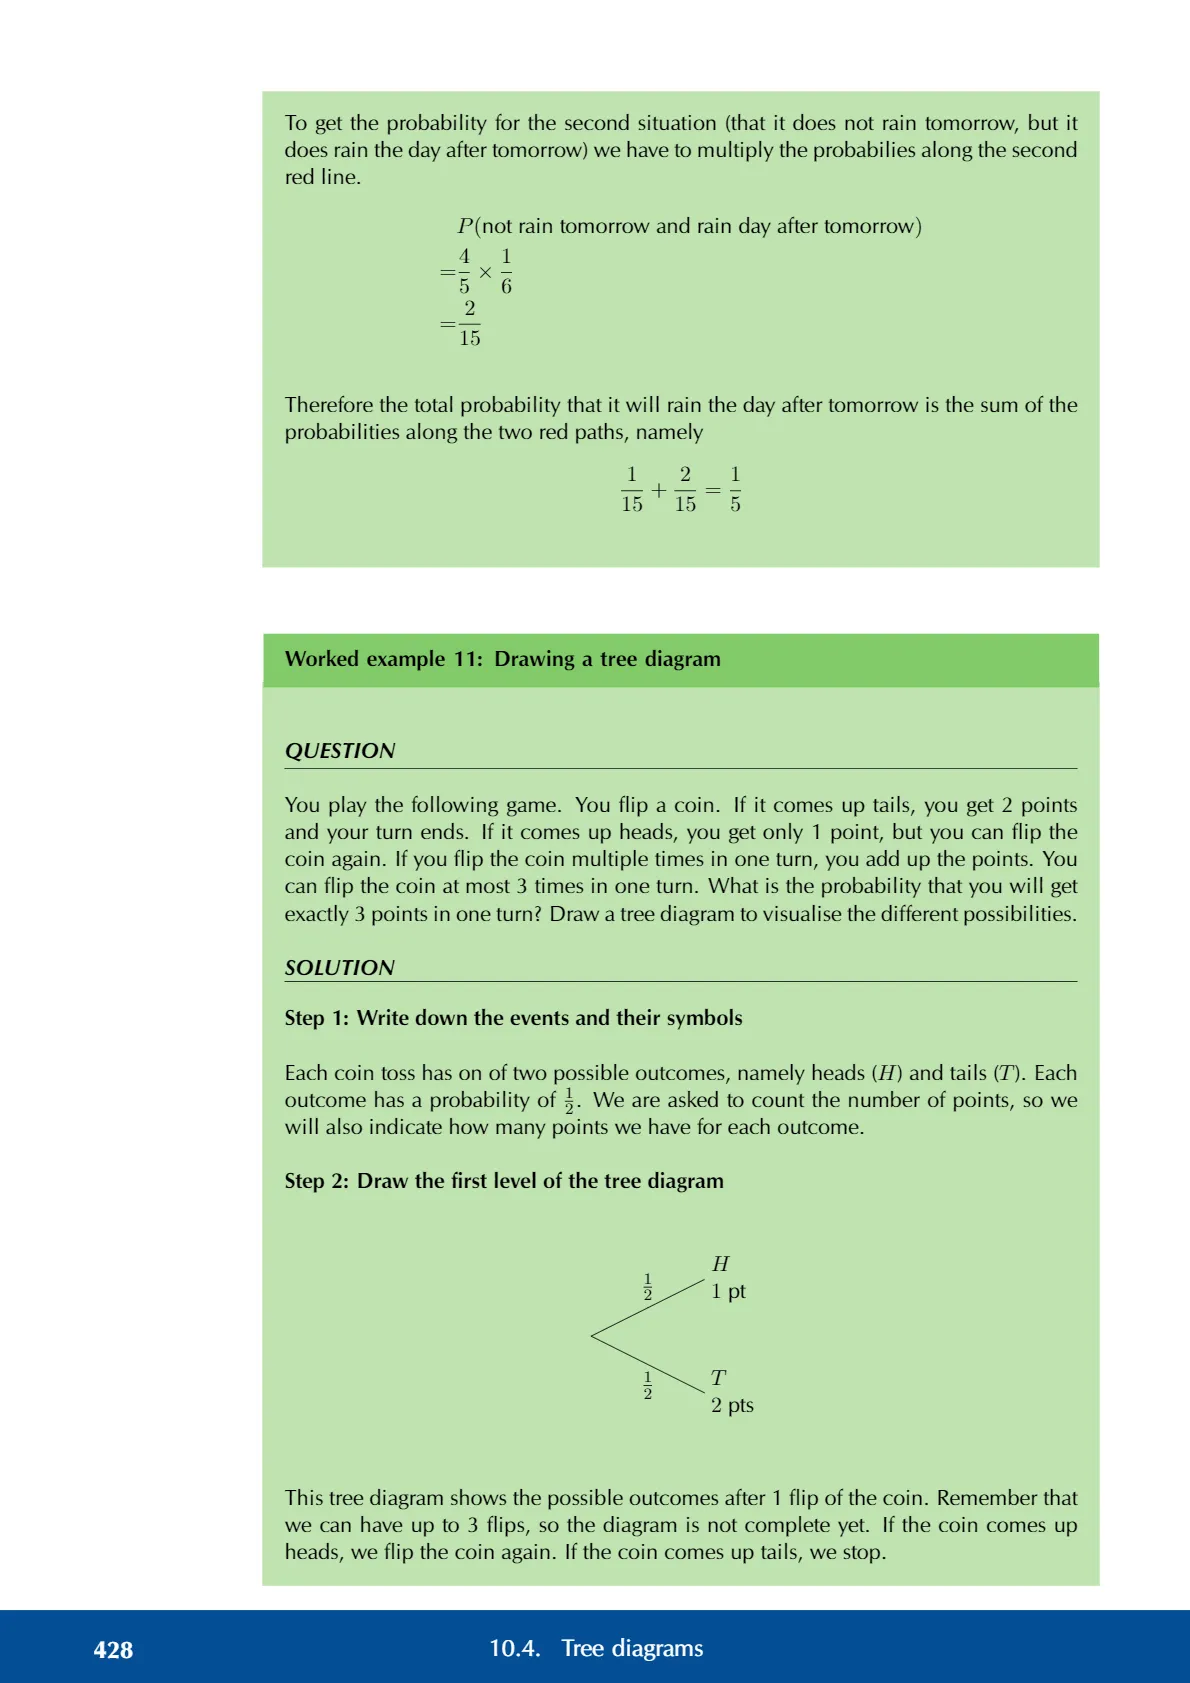 To get the probability for the second situation (that it does not rain tomorrow, but it
does rain the day after tomorrow) we have to multiply the probabilies along the second
red line.
P(not rain tomorrow and rain day after tomorrow)
=4/5 × 1/6
=2/15
Therefore the total probability that it will rain the day after tomorrow is the sum of the
probabilities along the two red paths, namely
1/15 + 2/15 = 1/5
Worked example 11: Drawing a tree diagram
QUESTION
You play the following game. You flip a coin. If it comes up tails, you get 2 points
and your turn ends. If it comes up heads, you get only 1 point, but you can flip the
coin again. If you flip the coin multiple times in one turn, you add up the points. You
can flip the coin at most 3 times in one turn. What is the probability that you will get
exactly 3 points in one turn? Draw a tree diagram to visualise the different possibilities.
SOLUTION
Step 1: Write down the events and their symbols
Each coin toss has on of two possible outcomes, namely heads (H) and tails (T). Each
outcome has a probability of 1/2. We are asked to count the number of points, so we
will also indicate how many points we have for each outcome.
Step 2: Draw the first level of the tree diagram
H
1/2
1 pt
T
1/2
2 pts
This tree diagram shows the possible outcomes after 1 flip of the coin. Remember that
we can have up to 3 flips, so the diagram is not complete yet. If the coin comes up
heads, we flip the coin again. If the coin comes up tails, we stop.
428 10.4. Tree diagrams